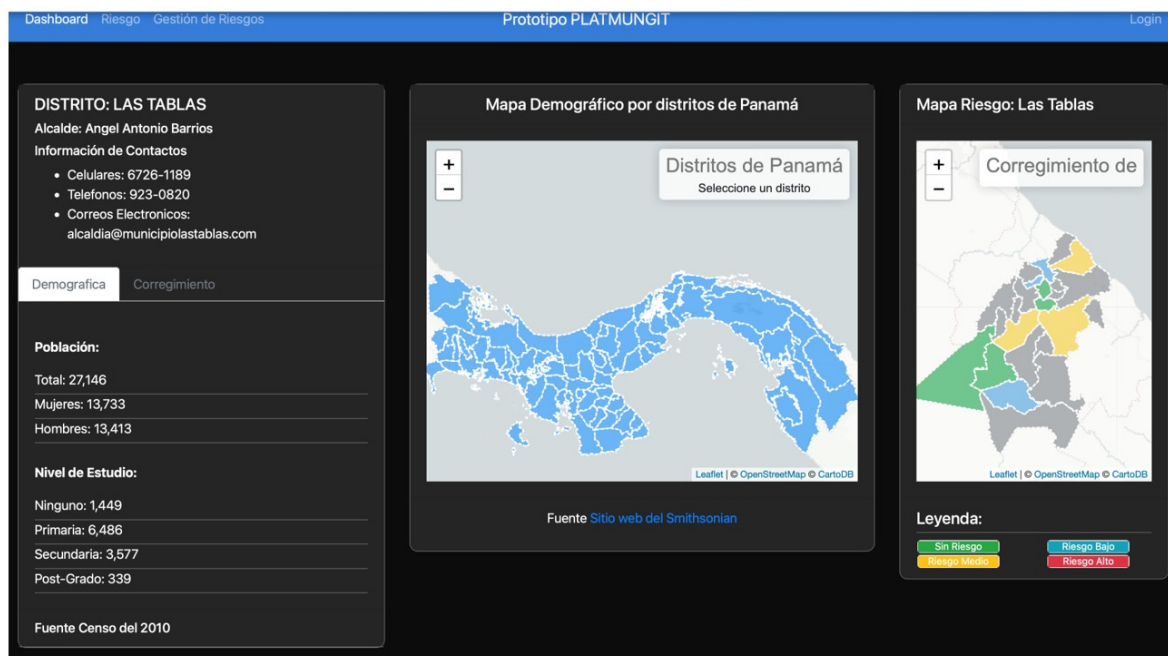 Dashboard Riesgo Gestión de Riesgos
Prototipo PLATMUNGIT
Login
DISTRITO: LAS TABLAS
Alcalde: Angel Antonio Barrios
Información de Contactos
• Celulares: 6726-1189
• Telefonos: 923-0820
• Correos Electronicos:
alcaldia@municipiolastablas.com
Demografica Corregimiento
Población:
Total: 27,146
Mujeres: 13,733
Hombres: 13,413
Nivel de Estudio:
Ninguno: 1,449
Primaria: 6,486
Secundaria: 3,577
Post-Grado: 339
Fuente Censo del 2010
Mapa Demográfico por distritos de Panamá
+
−
Distritos de Panamá
Seleccione un distrito
Leaflet | © OpenStreetMap © CartoDB
Fuente Sitio web del Smithsonian
Mapa Riesgo: Las Tablas
+
−
Corregimiento de
Leaflet | © OpenStreetMap © CartoDB
Leyenda:
Sin Riesgo Riesgo Bajo
Riesgo Medio Riesgo Alto